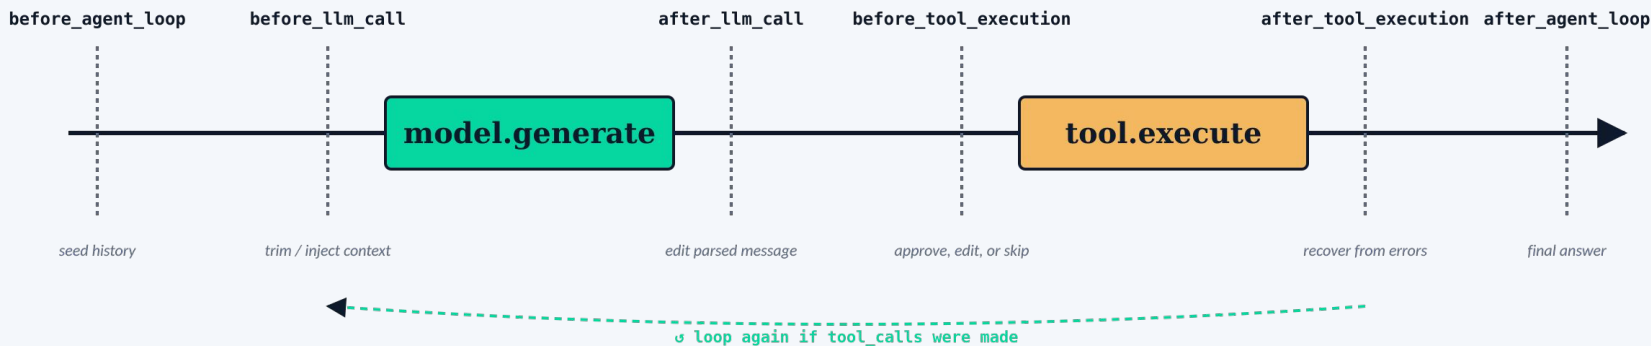 before_agent_loop before_llm_call after_llm_call before_tool_execution after_tool_execution after_agent_loop
model.generate tool.execute
seed history trim / inject context edit parsed message approve, edit, or skip recover from errors final answer
↺ loop again if tool_calls were made